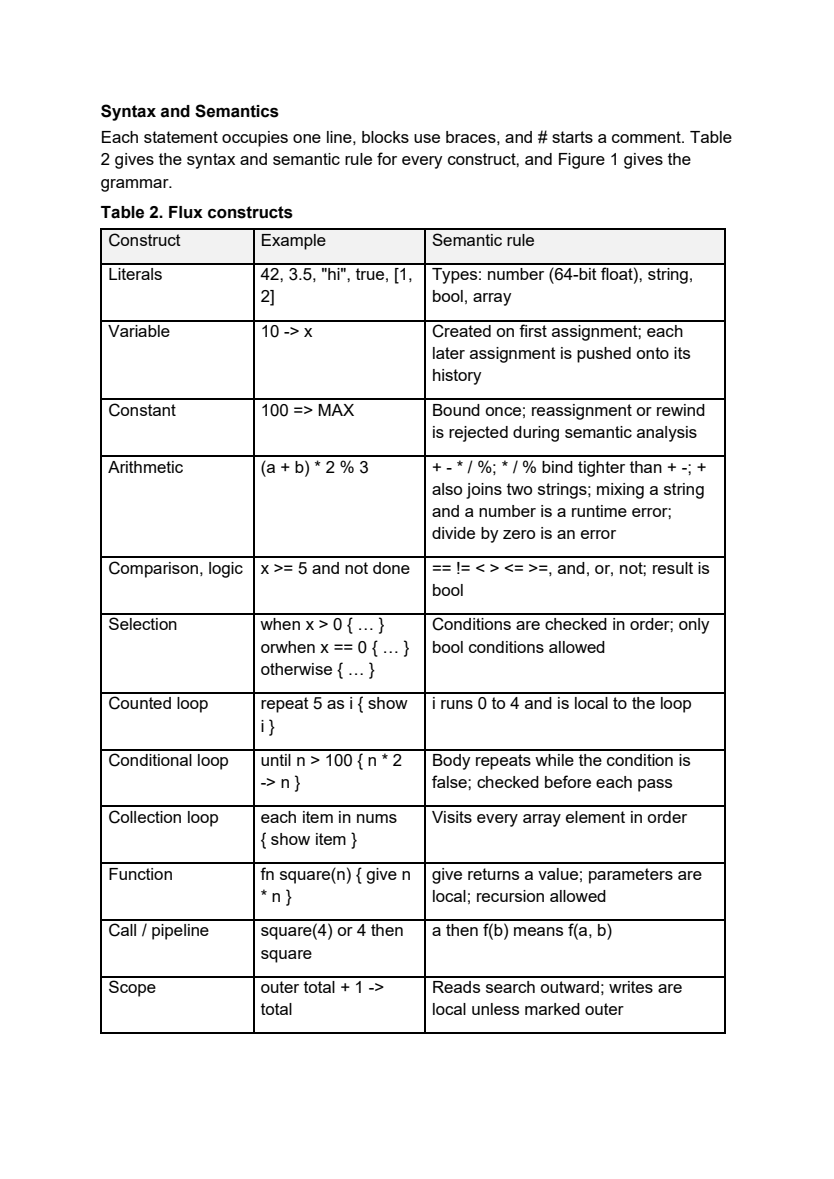 Syntax and Semantics
Each statement occupies one line, blocks use braces, and # starts a comment. Table
2 gives the syntax and semantic rule for every construct, and Figure 1 gives the
grammar.
Table 2. Flux constructs
Construct
Example
Semantic rule
Literals
42, 3.5, "hi", true, [1,
2]
Types: number (64-bit float), string,
bool, array
Variable
10 -> x
Created on first assignment; each
later assignment is pushed onto its
history
Constant
100 => MAX
Bound once; reassignment or rewind
is rejected during semantic analysis
Arithmetic
(a + b) * 2 % 3
+ - * / %; * / % bind tighter than + -; +
also joins two strings; mixing a string
and a number is a runtime error;
divide by zero is an error
Comparison, logic
x >= 5 and not done
== != < > <= >=, and, or, not; result is
bool
Selection
when x > 0 { … }
orwhen x == 0 { … }
otherwise { … }
Conditions are checked in order; only
bool conditions allowed
Counted loop
repeat 5 as i { show
i }
i runs 0 to 4 and is local to the loop
Conditional loop
until n > 100 { n * 2
-> n }
Body repeats while the condition is
false; checked before each pass
Collection loop
each item in nums
{ show item }
Visits every array element in order
Function
fn square(n) { give n
* n }
give returns a value; parameters are
local; recursion allowed
Call / pipeline
square(4) or 4 then
square
a then f(b) means f(a, b)
Scope
outer total + 1 ->
total
Reads search outward; writes are
local unless marked outer